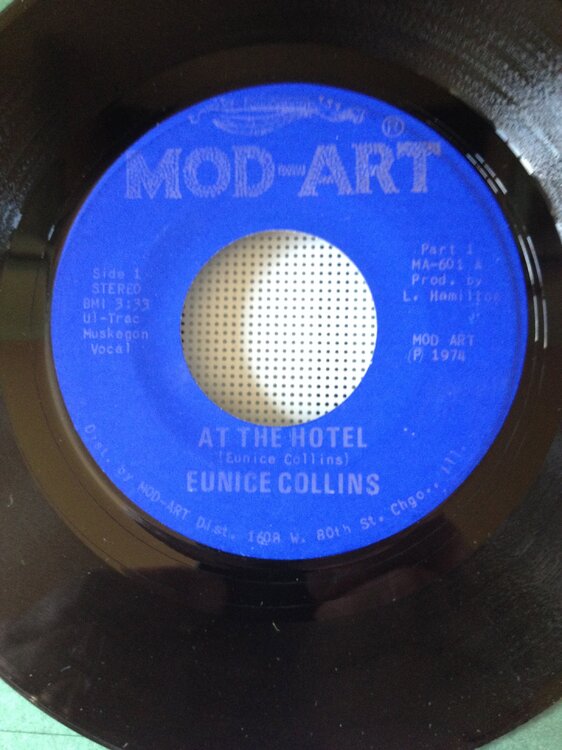 MOD-ART
®
Side 1
STEREO
BMI 3:33
Ul-Trac
Muskegon
Vocal
Part 1
MA-601 A
Prod. by
L. Hamilton
MOD ART
(P) 1974
AT THE HOTEL
(Eunice Collins)
EUNICE COLLINS
Dist. by MOD-ART Dist. 1608 W. 80th St. Chgo., Ill.